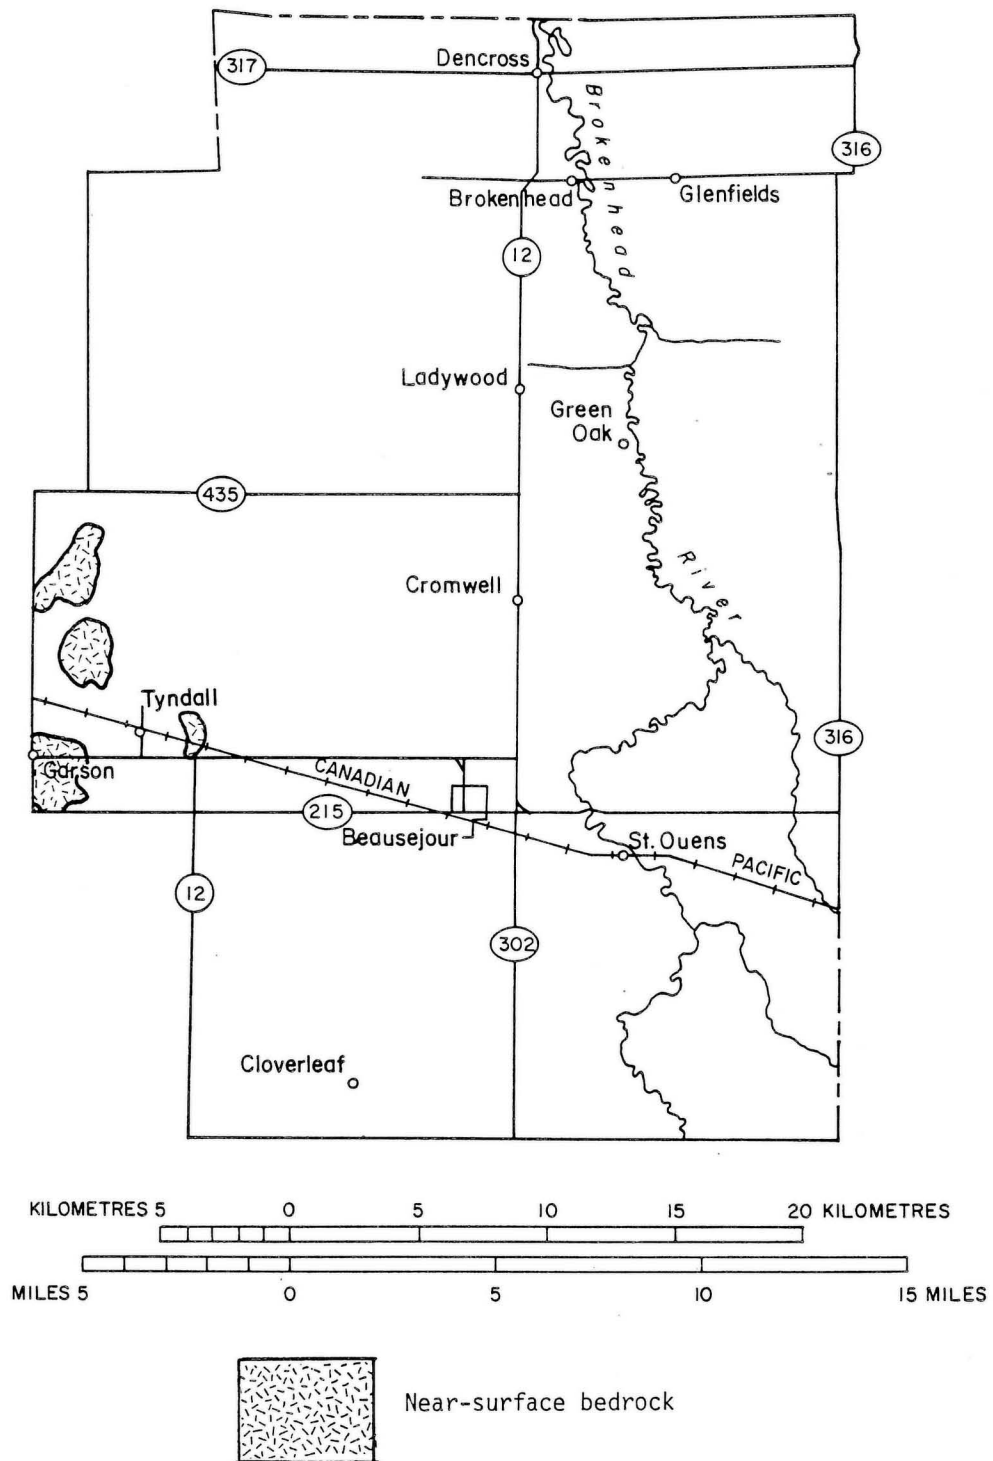 317
Dencross
Brokenhead
316
Brokenhead
Glenfields
12
Ladywood
Green
Oak
435
River
Cromwell
Tyndall
316
Garson
CANADIAN
215
Beausejour
St. Ouens
PACIFIC
12
302
Cloverleaf
KILOMETRES 5 0 5 10 15 20 KILOMETRES
MILES 5 0 5 10 15 MILES
Near-surface bedrock